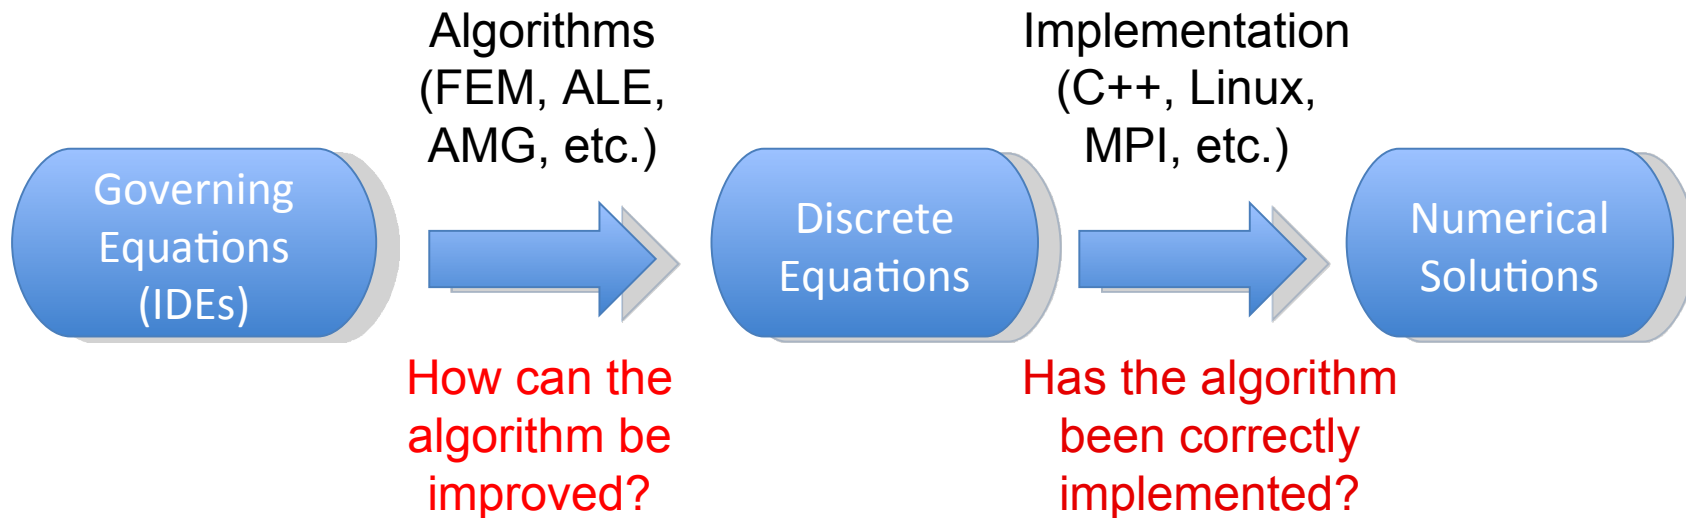 Algorithms
(FEM, ALE,
AMG, etc.)
Implementation
(C++, Linux,
MPI, etc.)
Governing
Equations
(IDEs)
Discrete
Equations
Numerical
Solutions
How can the
algorithm be
improved?
Has the algorithm
been correctly
implemented?